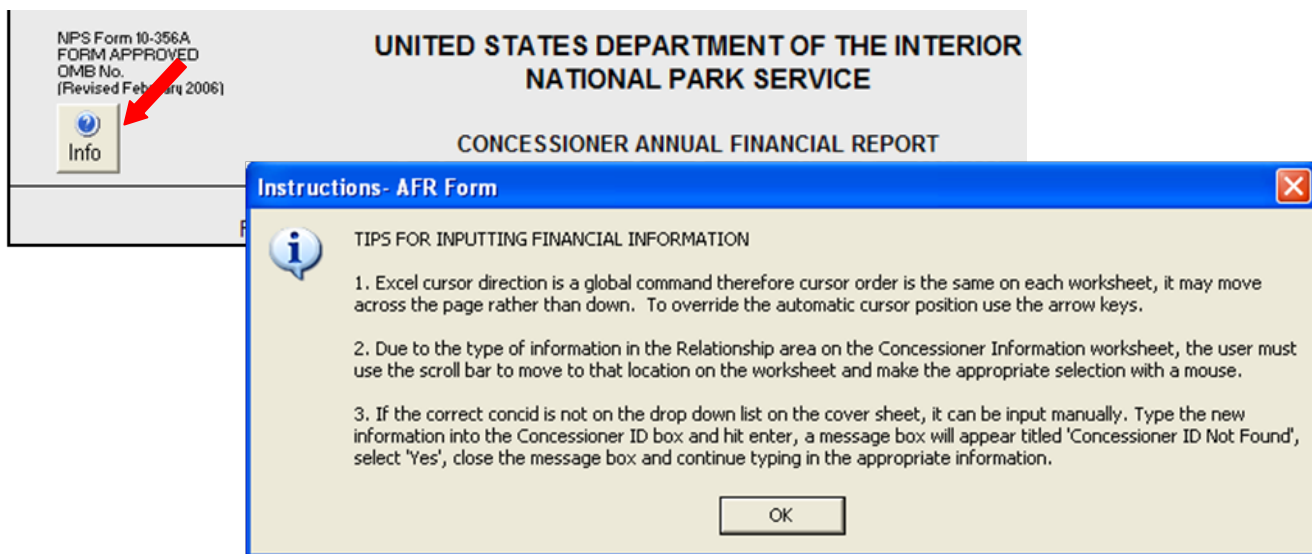 NPS Form 10-356A
FORM APPROVED
OMB No.
(Revised February 2006)
Info
UNITED STATES DEPARTMENT OF THE INTERIOR
NATIONAL PARK SERVICE
CONCESSIONER ANNUAL FINANCIAL REPORT
Instructions- AFR Form
TIPS FOR INPUTTING FINANCIAL INFORMATION
1. Excel cursor direction is a global command therefore cursor order is the same on each worksheet, it may move
across the page rather than down. To override the automatic cursor position use the arrow keys.
2. Due to the type of information in the Relationship area on the Concessioner Information worksheet, the user must
use the scroll bar to move to that location on the worksheet and make the appropriate selection with a mouse.
3. If the correct concid is not on the drop down list on the cover sheet, it can be input manually. Type the new
information into the Concessioner ID box and hit enter, a message box will appear titled 'Concessioner ID Not Found',
select 'Yes', close the message box and continue typing in the appropriate information.
OK